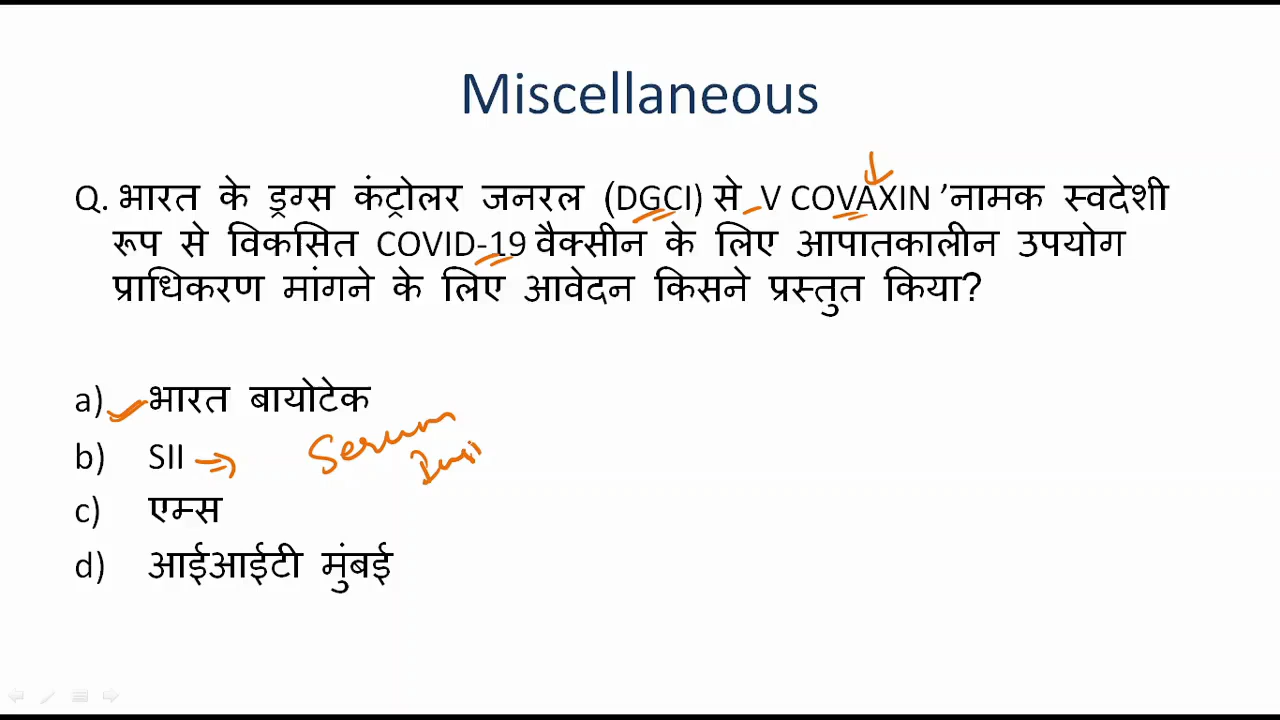 Miscellaneous
Q. भारत के ड्रग्स कंट्रोलर जनरल (DGCI) से V COVAXIN ’नामक स्वदेशी
रूप से विकसित COVID-19 वैक्सीन के लिए आपातकालीन उपयोग
प्राधिकरण मांगने के लिए आवेदन किसने प्रस्तुत किया?
a) भारत बायोटेक
b) SII Serum
c) एम्स
d) आईआईटी मुंबई